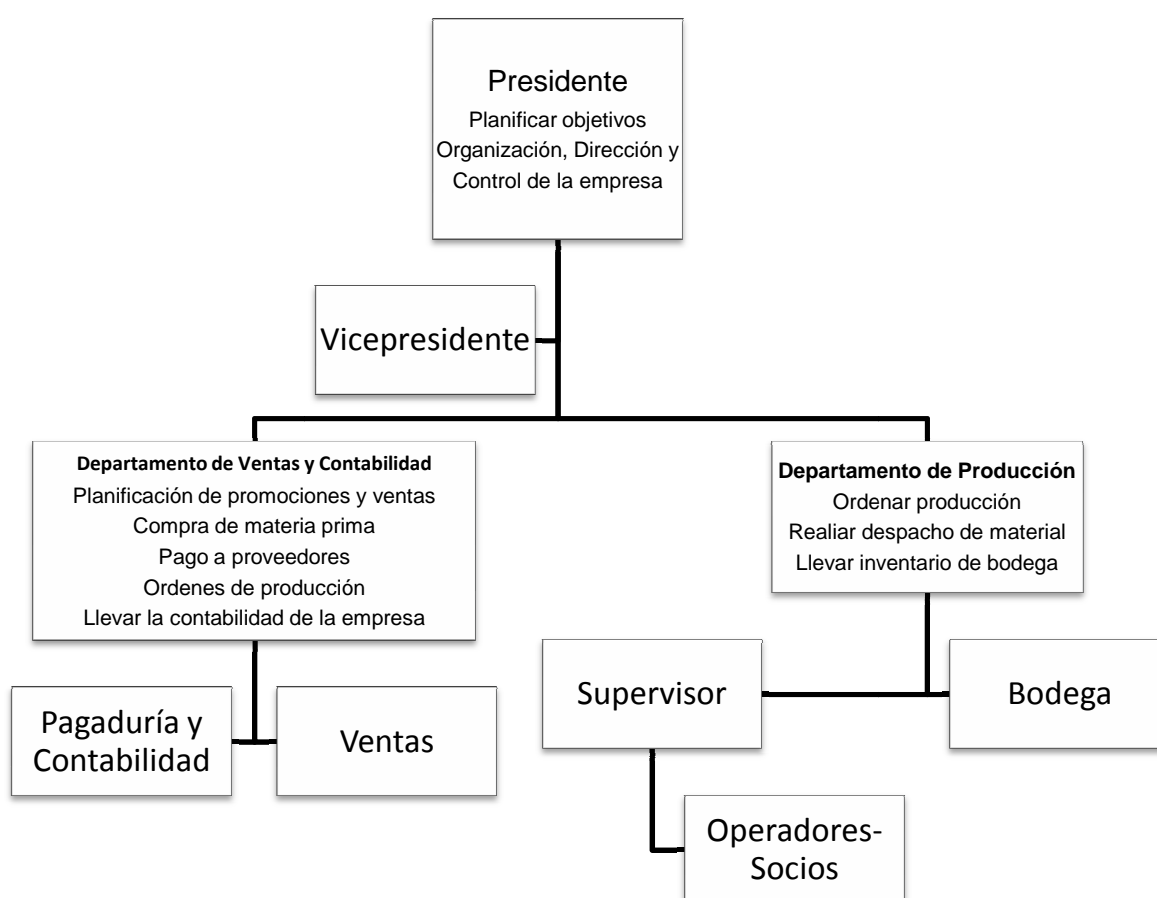 Presidente
Planificar objetivos
Organización, Dirección y
Control de la empresa
Vicepresidente
Departamento de Ventas y Contabilidad
Planificación de promociones y ventas
Compra de materia prima
Pago a proveedores
Ordenes de producción
Llevar la contabilidad de la empresa
Departamento de Producción
Ordenar producción
Realiar despacho de material
Llevar inventario de bodega
Pagaduría y
Contabilidad
Ventas
Supervisor
Bodega
Operadores-
Socios